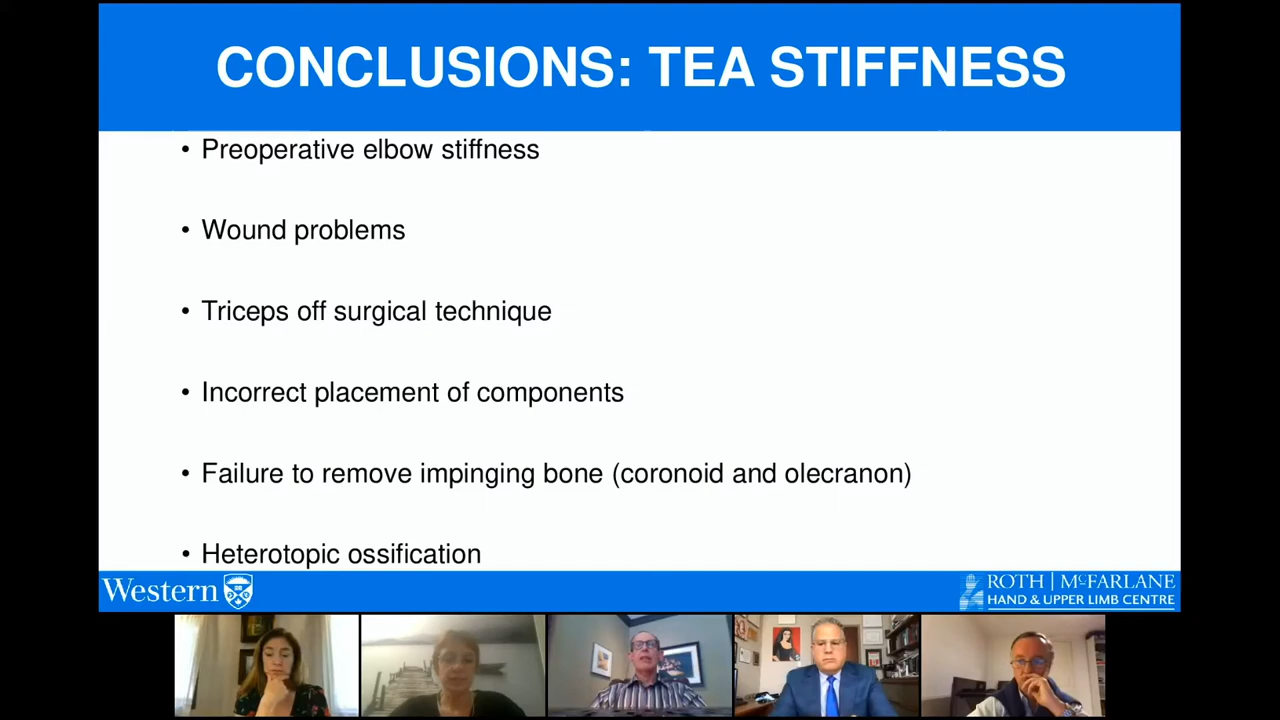 CONCLUSIONS: TEA STIFFNESS
• Preoperative elbow stiffness
• Wound problems
• Triceps off surgical technique
• Incorrect placement of components
• Failure to remove impinging bone (coronoid and olecranon)
• Heterotopic ossification
Western
ROTH | McFARLANE
HAND & UPPER LIMB CENTRE